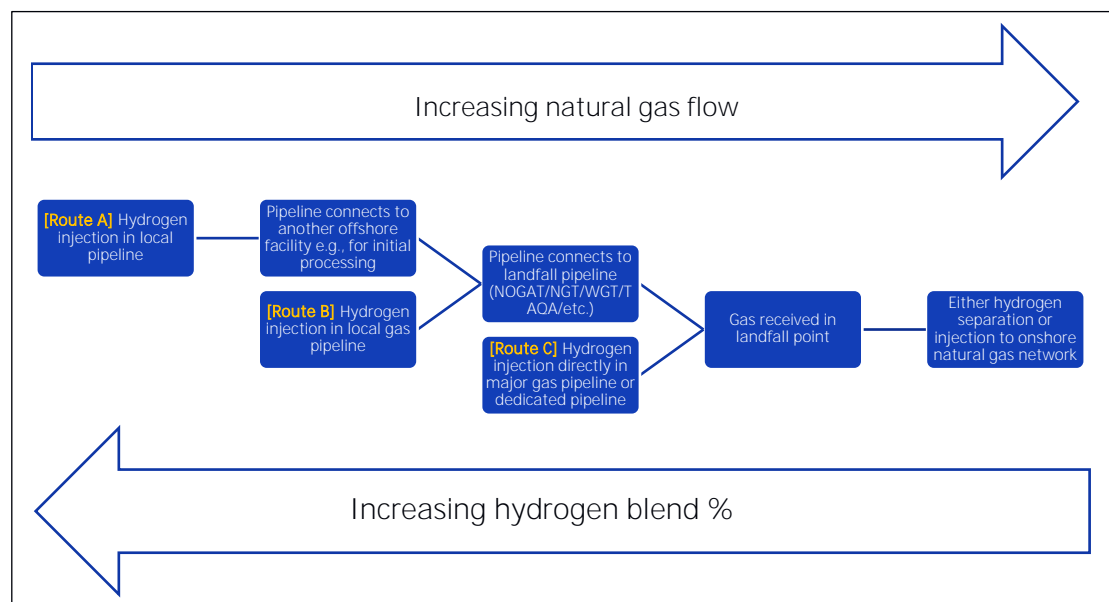 Increasing natural gas flow
[Route A] Hydrogen
injection in local
pipeline
Pipeline connects to
another offshore
facility e.g., for initial
processing
[Route B] Hydrogen
injection in local gas
pipeline
Pipeline connects to
landfall pipeline
(NOGAT/NGT/WGT/T
AQA/etc.)
[Route C] Hydrogen
injection directly in
major gas pipeline or
dedicated pipeline
Gas received in
landfall point
Either hydrogen
separation or
injection to onshore
natural gas network
Increasing hydrogen blend %